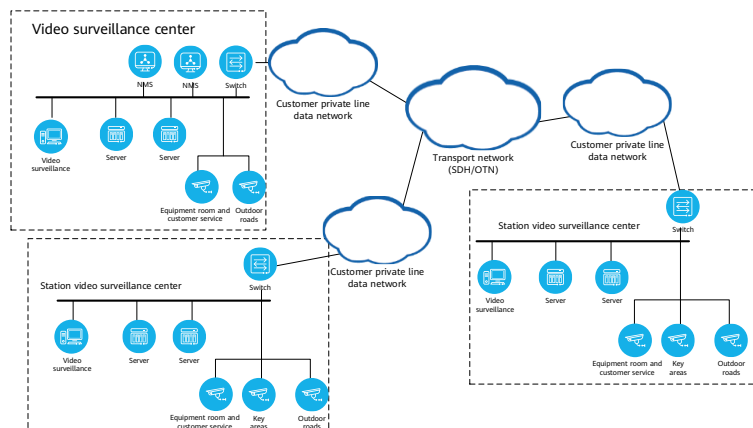 Video surveillance center
NMS
NMS
Switch
Video
surveillance
Server
Server
Equipment room and
customer service
Outdoor
roads
Customer private line
data network
Transport network
(SDH/OTN)
Customer private line
data network
Customer private line
data network
Switch
Station video surveillance center
Video
surveillance
Server
Server
Equipment room and
customer service
Key
areas
Outdoor
roads
Switch
Station video surveillance center
Video
surveillance
Server
Server
Equipment room and
customer service
Key
areas
Outdoor
roads